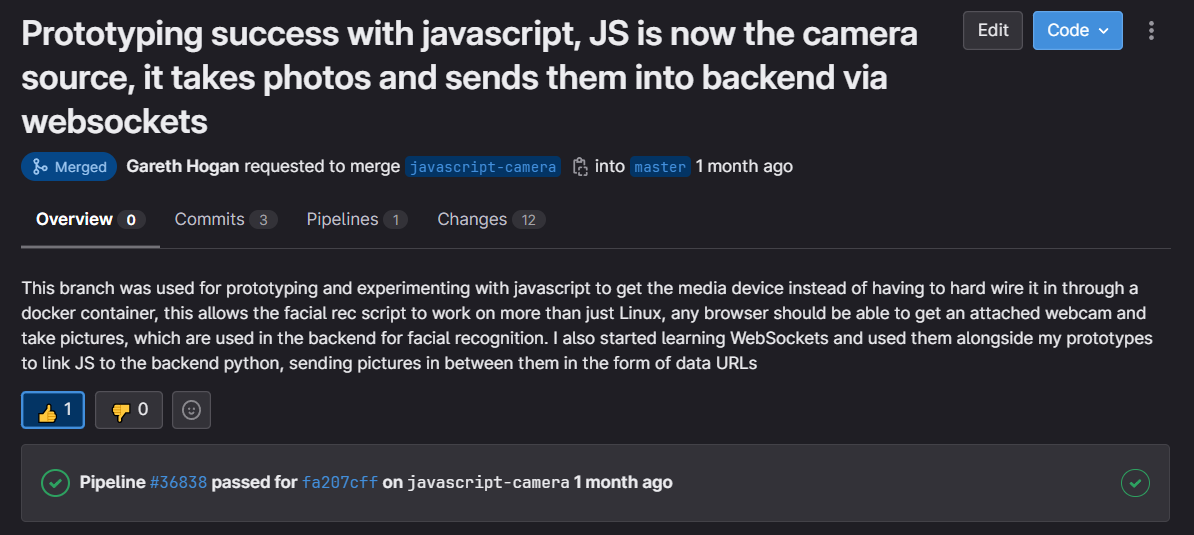 Prototyping success with javascript, JS is now the camera
Edit
Code
source, it takes photos and sends them into backend via
websockets
Merged Gareth Hogan requested to merge javascript-camera into master 1 month ago
Overview 0 Commits 3 Pipelines 1 Changes 12
This branch was used for prototyping and experimenting with javascript to get the media device instead of having to hard wire it in through a
docker container, this allows the facial rec script to work on more than just Linux, any browser should be able to get an attached webcam and
take pictures, which are used in the backend for facial recognition. I also started learning WebSockets and used them alongside my prototypes
to link JS to the backend python, sending pictures in between them in the form of data URLs
1 0
Pipeline #36838 passed for fa207cff on javascript-camera 1 month ago